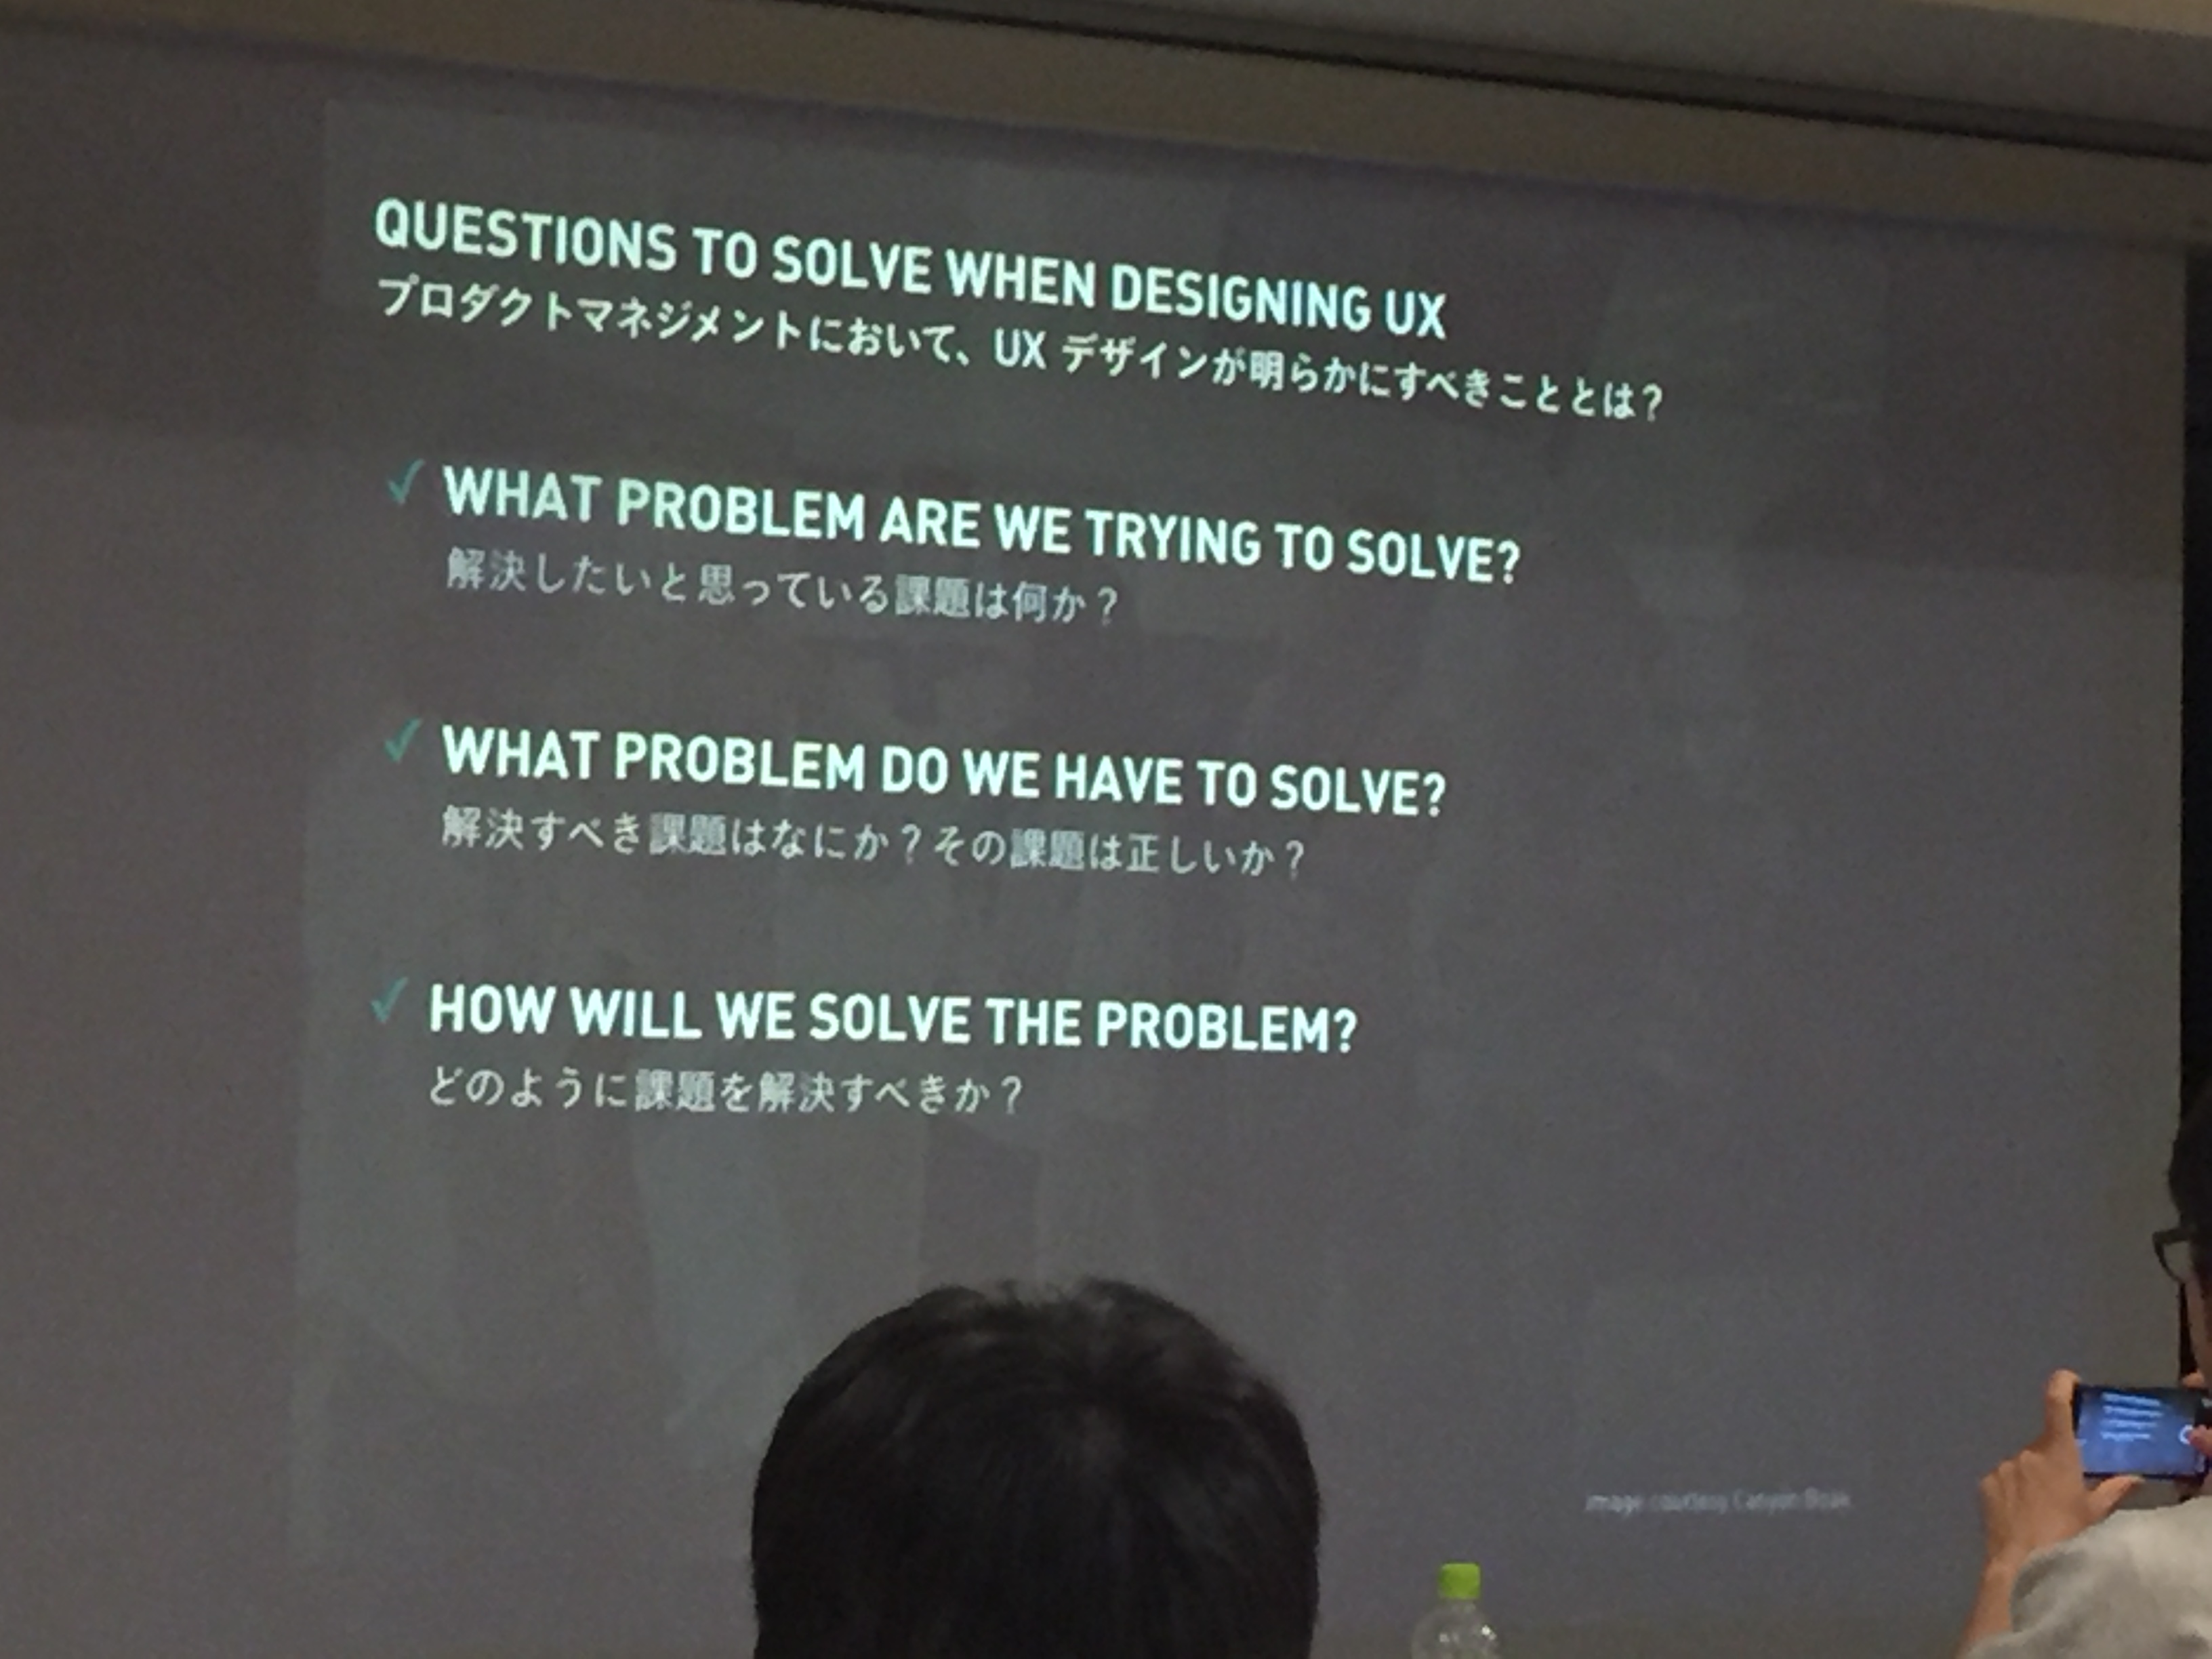 QUESTIONS TO SOLVE WHEN DESIGNING UX
プロダクトマネジメントにおいて、UX デザインが明らかにすべきこととは？
✓ WHAT PROBLEM ARE WE TRYING TO SOLVE?
解決したいと思っている課題は何か？
✓ WHAT PROBLEM DO WE HAVE TO SOLVE?
解決すべき課題はなにか？その課題は正しいか？
✓ HOW WILL WE SOLVE THE PROBLEM?
どのように課題を解決すべきか？
image courtesy Canyon